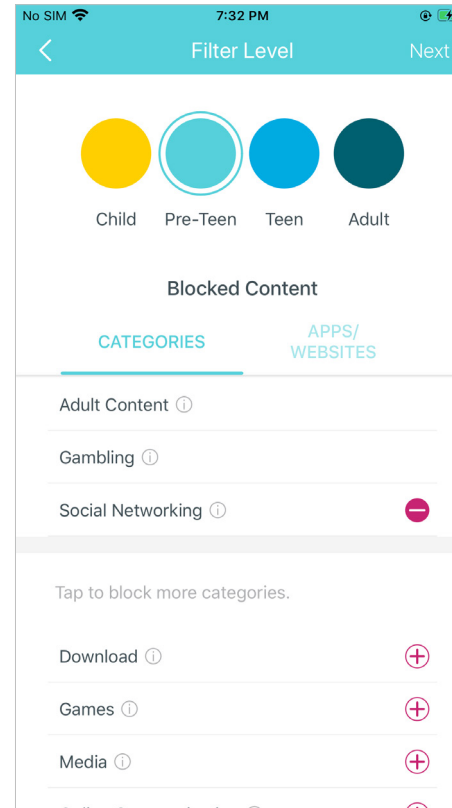 No SIM 7:32 PM
Filter Level Next
Child Pre-Teen Teen Adult
Blocked Content
CATEGORIES
APPS/
WEBSITES
Adult Content
Gambling
Social Networking
Tap to block more categories.
Download
Games
Media